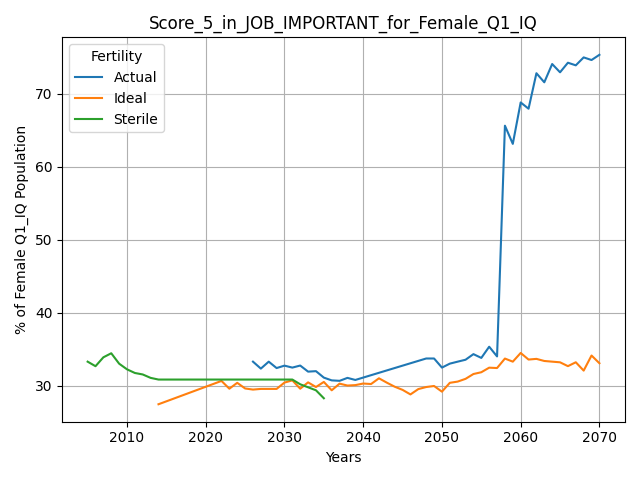 Score_5_in_JOB_IMPORTANT_for_Female_Q1_IQ
Fertility
Actual
Ideal
Sterile
% of Female Q1_IQ Population
70
60
50
40
30
2010 2020 2030 2040 2050 2060 2070
Years